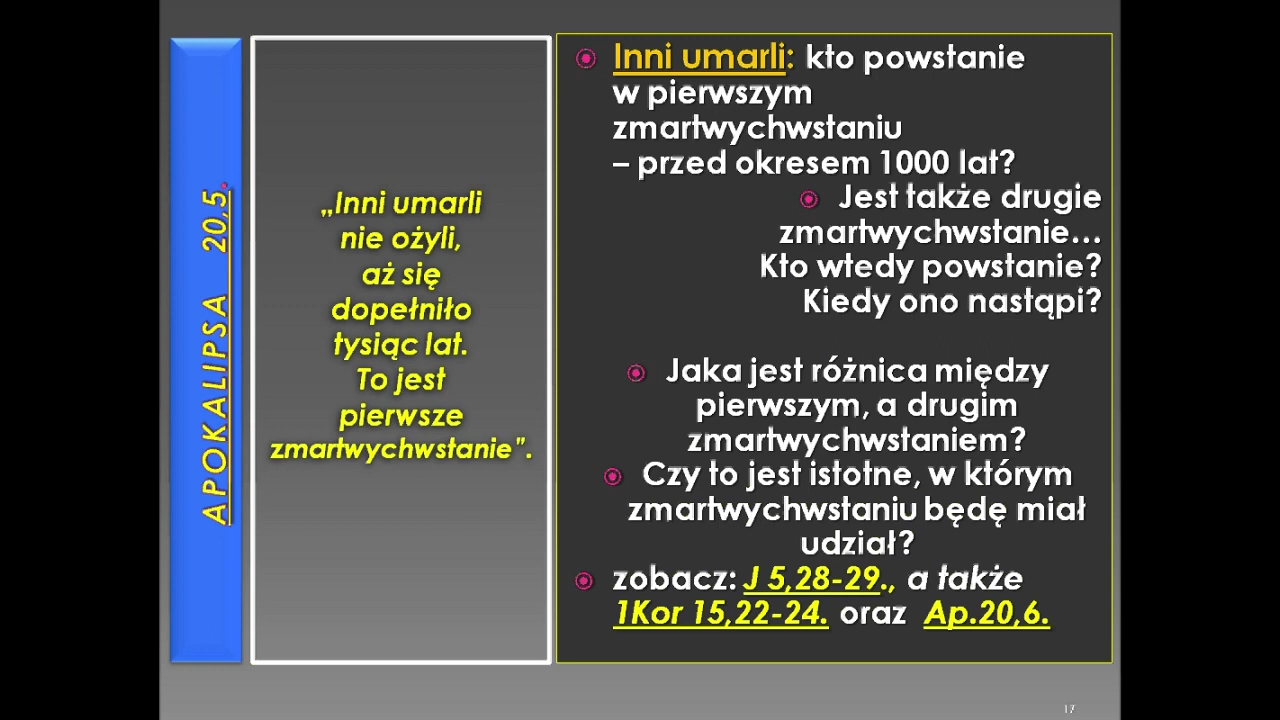 APOKALIPSA 20,5.
„Inni umarli
nie ożyli,
aż się
dopełniło
tysiąc lat.
To jest
pierwsze
zmartwychwstanie".
Inni umarli: kto powstanie
w pierwszym
zmartwychwstaniu
– przed okresem 1000 lat?
Jest także drugie
zmartwychwstanie...
Kto wtedy powstanie?
Kiedy ono nastąpi?
Jaka jest różnica między
pierwszym, a drugim
zmartwychwstaniem?
Czy to jest istotne, w którym
zmartwychwstaniu będę miał
udział?
zobacz: J 5,28-29., a także
1Kor 15,22-24. oraz Ap.20,6.
17